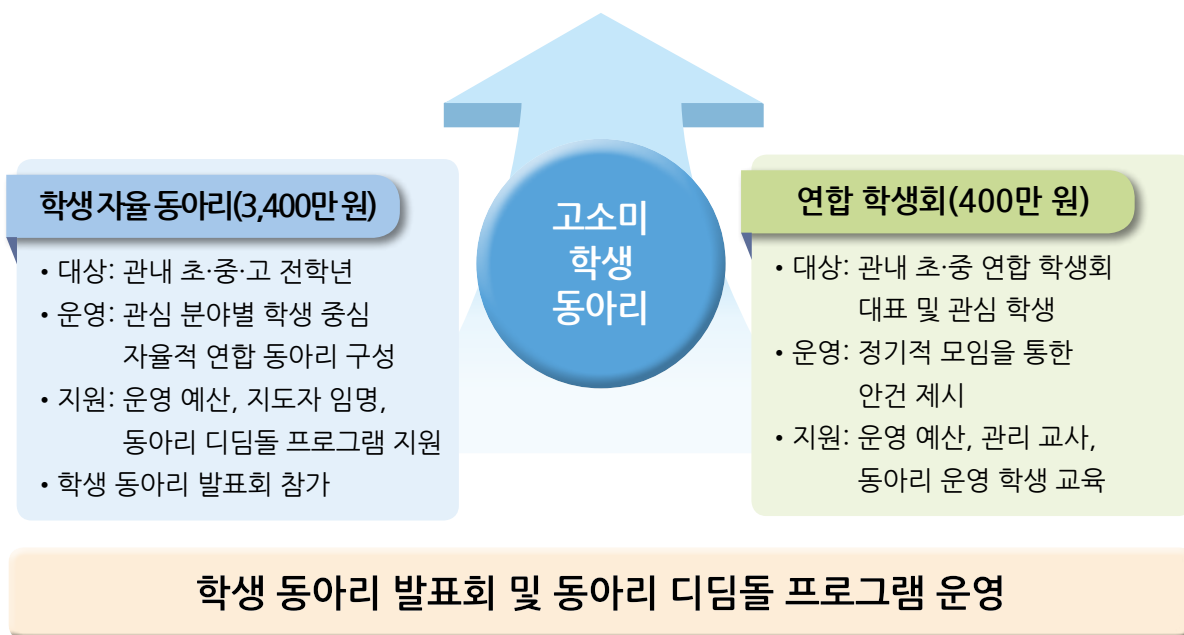 고소미
학생
동아리
학생 자율 동아리(3,400만 원)
• 대상: 관내 초·중·고 전학년
• 운영: 관심 분야별 학생 중심
자율적 연합 동아리 구성
• 지원: 운영 예산, 지도자 임명,
동아리 디딤돌 프로그램 지원
• 학생 동아리 발표회 참가
연합 학생회(400만 원)
• 대상: 관내 초·중 연합 학생회
대표 및 관심 학생
• 운영: 정기적 모임을 통한
안건 제시
• 지원: 운영 예산, 관리 교사,
동아리 운영 학생 교육
학생 동아리 발표회 및 동아리 디딤돌 프로그램 운영